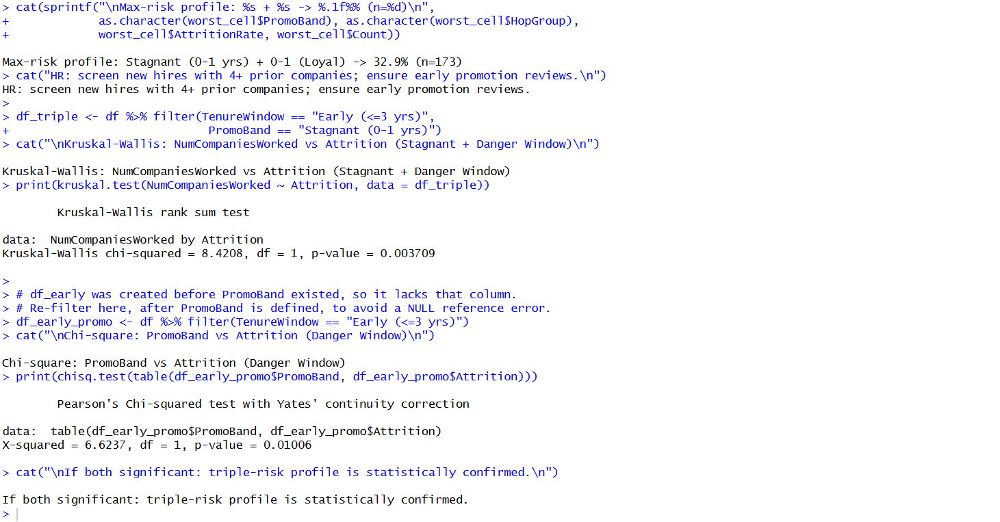 > cat(sprintf("\nMax-risk profile: %s + %s -> %.1f%% (n=%d)\n",
+             as.character(worst_cell$PromoBand), as.character(worst_cell$HopGroup),
+             worst_cell$AttritionRate, worst_cell$Count))
Max-risk profile: Stagnant (0-1 yrs) + 0-1 (Loyal) -> 32.9% (n=173)
> cat("HR: screen new hires with 4+ prior companies; ensure early promotion reviews.\n")
HR: screen new hires with 4+ prior companies; ensure early promotion reviews.
>
> df_triple <- df %>% filter(TenureWindow == "Early (<=3 yrs)",
+                             PromoBand == "Stagnant (0-1 yrs)")
> cat("\nKruskal-Wallis: NumCompaniesWorked vs Attrition (Stagnant + Danger Window)\n")
Kruskal-Wallis: NumCompaniesWorked vs Attrition (Stagnant + Danger Window)
> print(kruskal.test(NumCompaniesWorked ~ Attrition, data = df_triple))
        Kruskal-Wallis rank sum test
data:  NumCompaniesWorked by Attrition
Kruskal-Wallis chi-squared = 8.4208, df = 1, p-value = 0.003709
>
> # df_early was created before PromoBand existed, so it lacks that column.
> # Re-filter here, after PromoBand is defined, to avoid a NULL reference error.
> df_early_promo <- df %>% filter(TenureWindow == "Early (<=3 yrs)")
> cat("\nChi-square: PromoBand vs Attrition (Danger Window)\n")
Chi-square: PromoBand vs Attrition (Danger Window)
> print(chisq.test(table(df_early_promo$PromoBand, df_early_promo$Attrition)))
        Pearson's Chi-squared test with Yates' continuity correction
data:  table(df_early_promo$PromoBand, df_early_promo$Attrition)
X-squared = 6.6237, df = 1, p-value = 0.01006
> cat("\nIf both significant: triple-risk profile is statistically confirmed.\n")
If both significant: triple-risk profile is statistically confirmed.
>